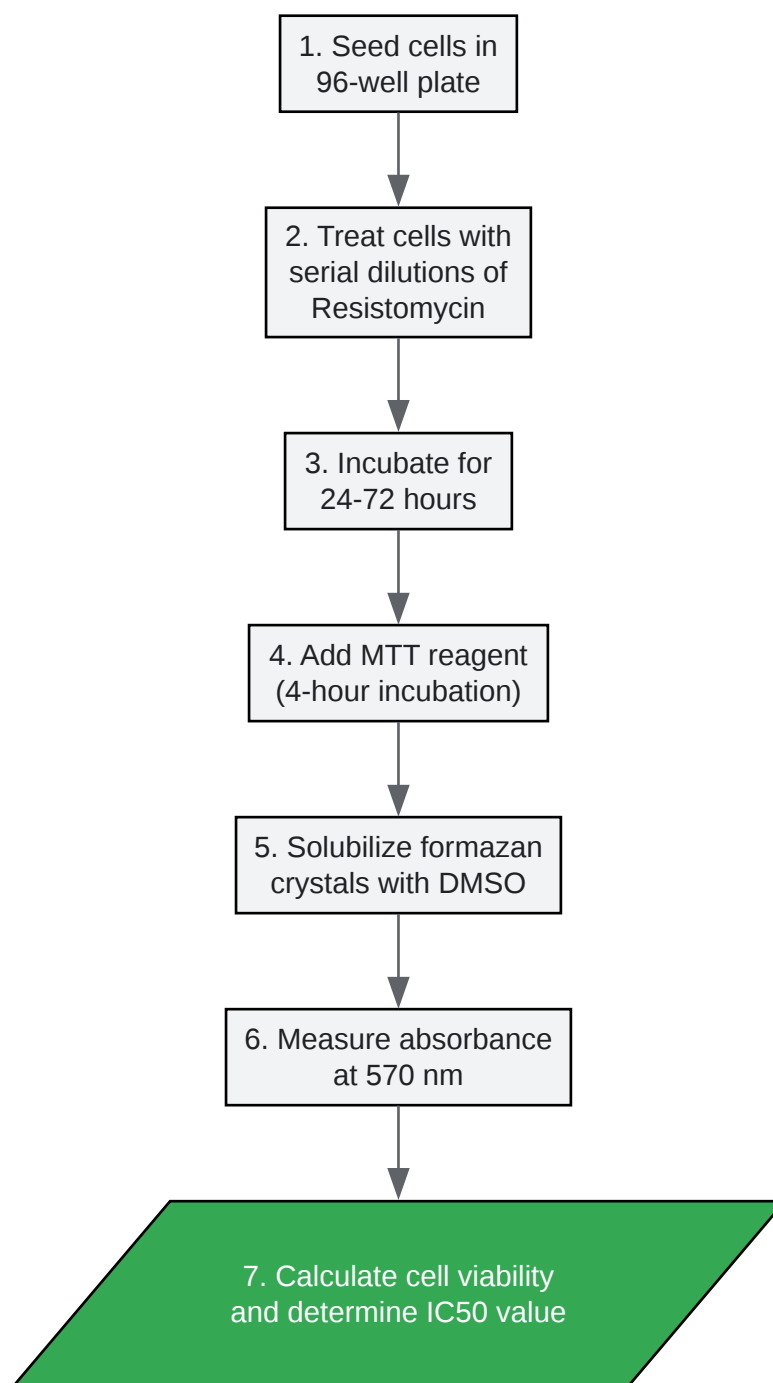 1. Seed cells in
96-well plate
2. Treat cells with
serial dilutions of
Resistomycin
3. Incubate for
24-72 hours
4. Add MTT reagent
(4-hour incubation)
5. Solubilize formazan
crystals with DMSO
6. Measure absorbance
at 570 nm
7. Calculate cell viability
and determine IC50 value